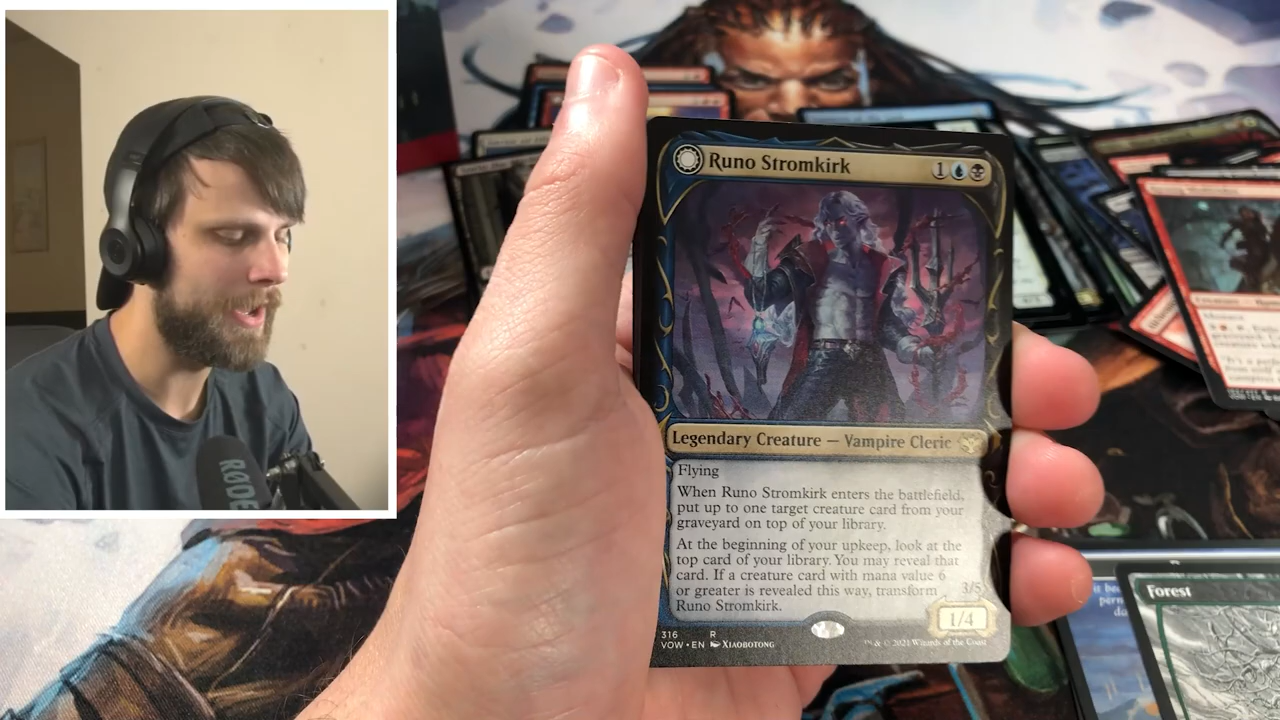 Runo Stromkirk
1
Legendary Creature — Vampire Cleric
Flying
When Runo Stromkirk enters the battlefield,
put up to one target creature card from your
graveyard on top of your library.
At the beginning of your upkeep, look at the
top card of your library. You may reveal that
card. If a creature card with mana value 6
or greater is revealed this way, transform
Runo Stromkirk.
3/5
1/4
316 R
VOW • EN XIAOBOTONG
™ & © 2021 Wizards of the Coast
RØDE
Forest